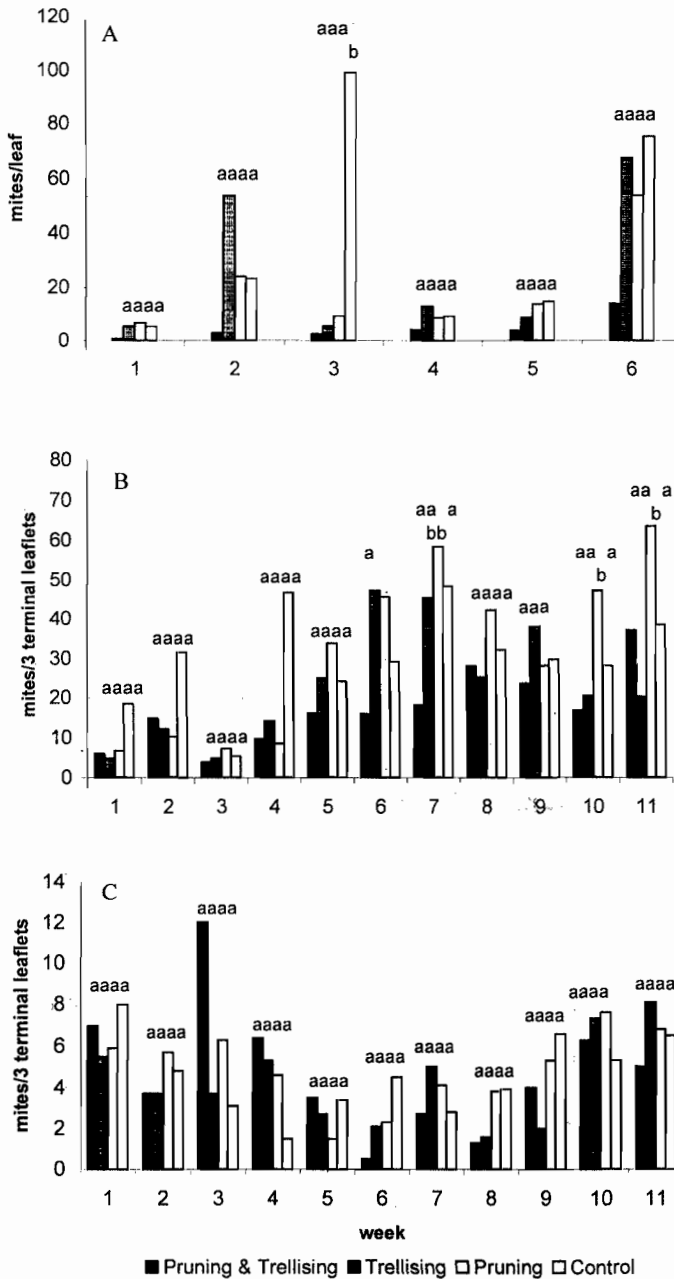 A
mites/leaf
120
100
80
60
40
20
0
aaaa
aaaa
aaa
b
aaaa
aaaa
aaaa
1 2 3 4 5 6
B
mites/3 terminal leaflets
80
70
60
50
40
30
20
10
0
aaaa
aaaa
aaaa
aaaa
aaaa
a
aa a
bb
aaaa
aaa
aa a
b
aa a
b
1 2 3 4 5 6 7 8 9 10 11
C
mites/3 terminal leaflets
14
12
10
8
6
4
2
0
aaaa
aaaa
aaaa
aaaa
aaaa
aaaa
aaaa
aaaa
aaaa
aaaa
aaaa
1 2 3 4 5 6 7 8 9 10 11
week
Pruning & Trellising Trellising Pruning Control